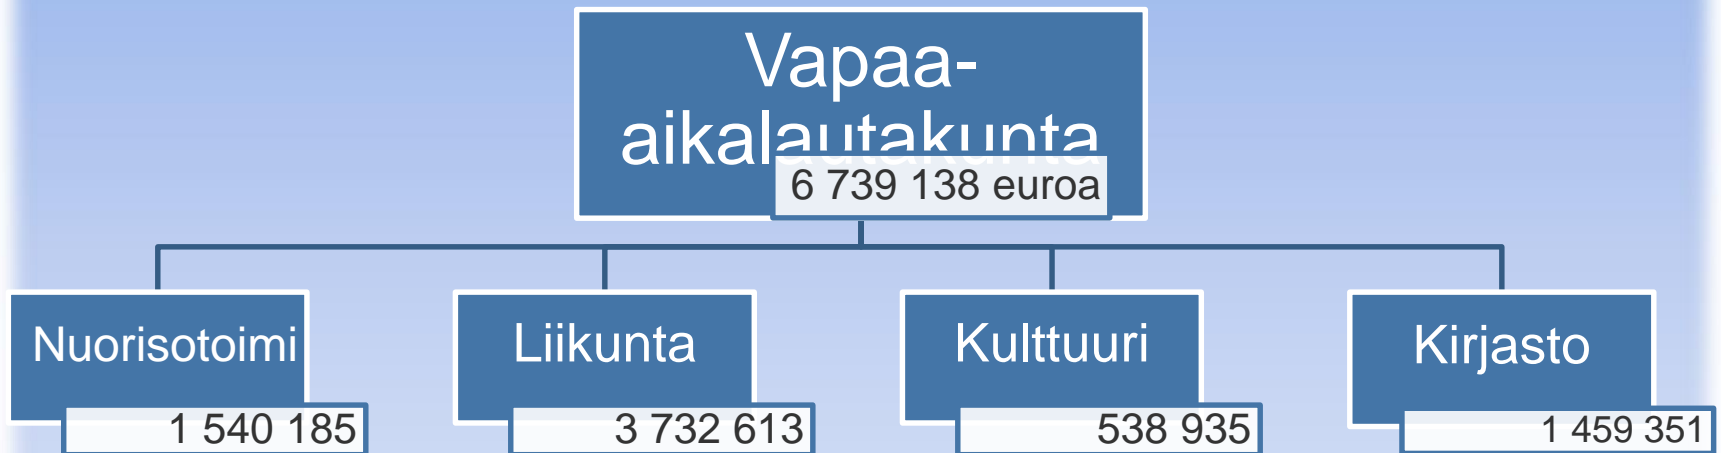 Vapaa-
aikalautakunta
6 739 138 euroa
Nuorisotoimi
Liikunta
Kulttuuri
Kirjasto
1 540 185
3 732 613
538 935
1 459 351